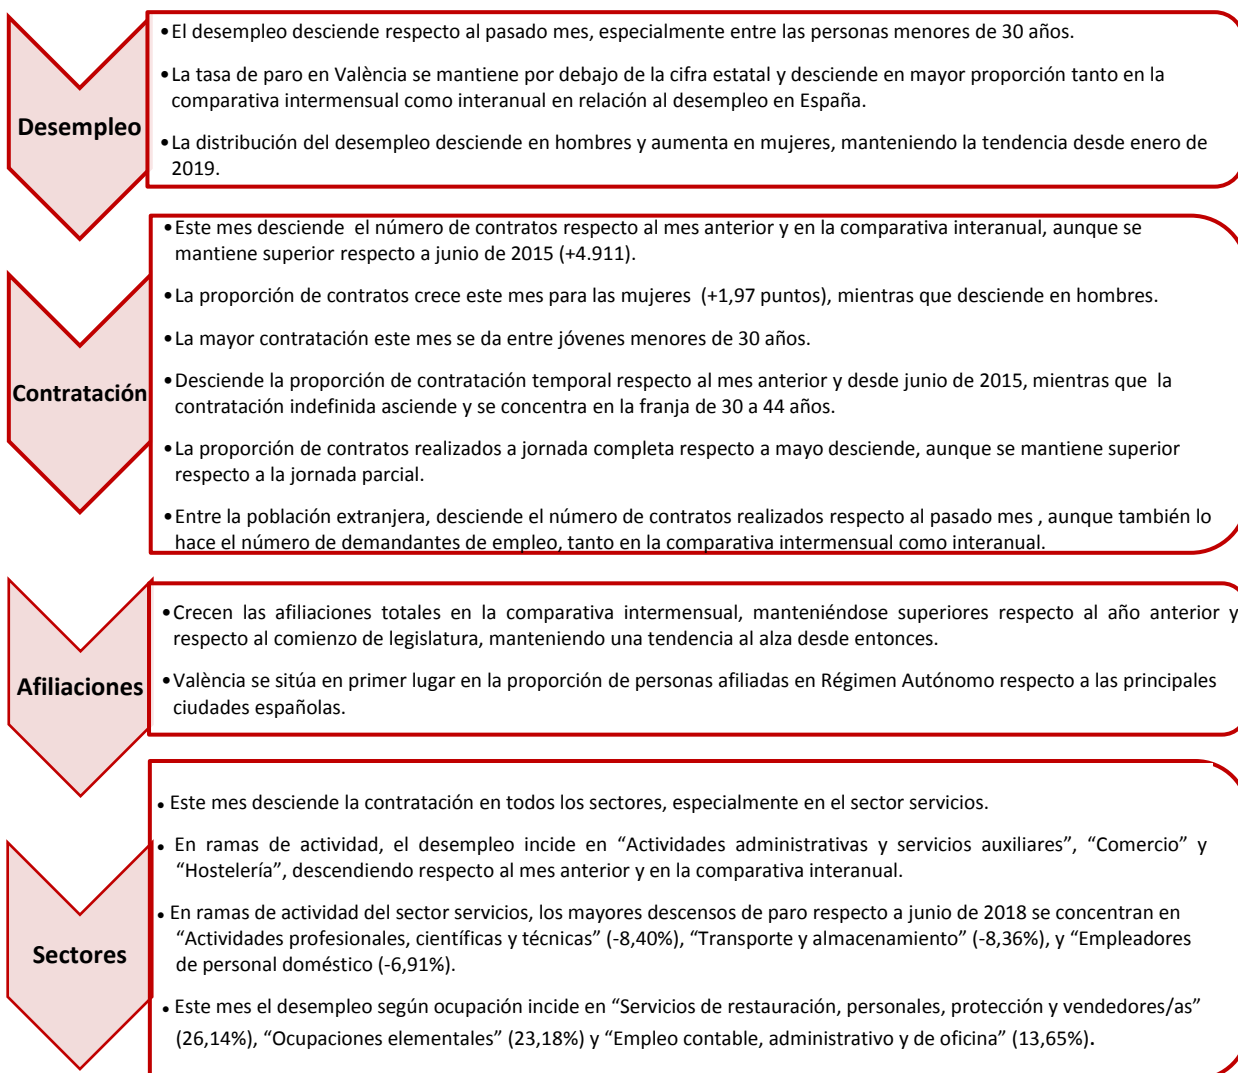 Desempleo
•El desempleo desciende respecto al pasado mes, especialmente entre las personas menores de 30 años.
•La tasa de paro en València se mantiene por debajo de la cifra estatal y desciende en mayor proporción tanto en la
comparativa intermensual como interanual en relación al desempleo en España.
•La distribución del desempleo desciende en hombres y aumenta en mujeres, manteniendo la tendencia desde enero de
2019.
Contratación
•Este mes desciende el número de contratos respecto al mes anterior y en la comparativa interanual, aunque se
mantiene superior respecto a junio de 2015 (+4.911).
•La proporción de contratos crece este mes para las mujeres (+1,97 puntos), mientras que desciende en hombres.
•La mayor contratación este mes se da entre jóvenes menores de 30 años.
•Desciende la proporción de contratación temporal respecto al mes anterior y desde junio de 2015, mientras que la
contratación indefinida asciende y se concentra en la franja de 30 a 44 años.
•La proporción de contratos realizados a jornada completa respecto a mayo desciende, aunque se mantiene superior
respecto a la jornada parcial.
•Entre la población extranjera, desciende el número de contratos realizados respecto al pasado mes , aunque también lo
hace el número de demandantes de empleo, tanto en la comparativa intermensual como interanual.
Afiliaciones
•Crecen las afiliaciones totales en la comparativa intermensual, manteniéndose superiores respecto al año anterior y
respecto al comienzo de legislatura, manteniendo una tendencia al alza desde entonces.
•València se sitúa en primer lugar en la proporción de personas afiliadas en Régimen Autónomo respecto a las principales
ciudades españolas.
Sectores
• Este mes desciende la contratación en todos los sectores, especialmente en el sector servicios.
• En ramas de actividad, el desempleo incide en “Actividades administrativas y servicios auxiliares”, “Comercio” y
“Hostelería”, descendiendo respecto al mes anterior y en la comparativa interanual.
• En ramas de actividad del sector servicios, los mayores descensos de paro respecto a junio de 2018 se concentran en
“Actividades profesionales, científicas y técnicas” (-8,40%), “Transporte y almacenamiento” (-8,36%), y “Empleadores
de personal doméstico (-6,91%).
• Este mes el desempleo según ocupación incide en “Servicios de restauración, personales, protección y vendedores/as”
(26,14%), “Ocupaciones elementales” (23,18%) y “Empleo contable, administrativo y de oficina” (13,65%).